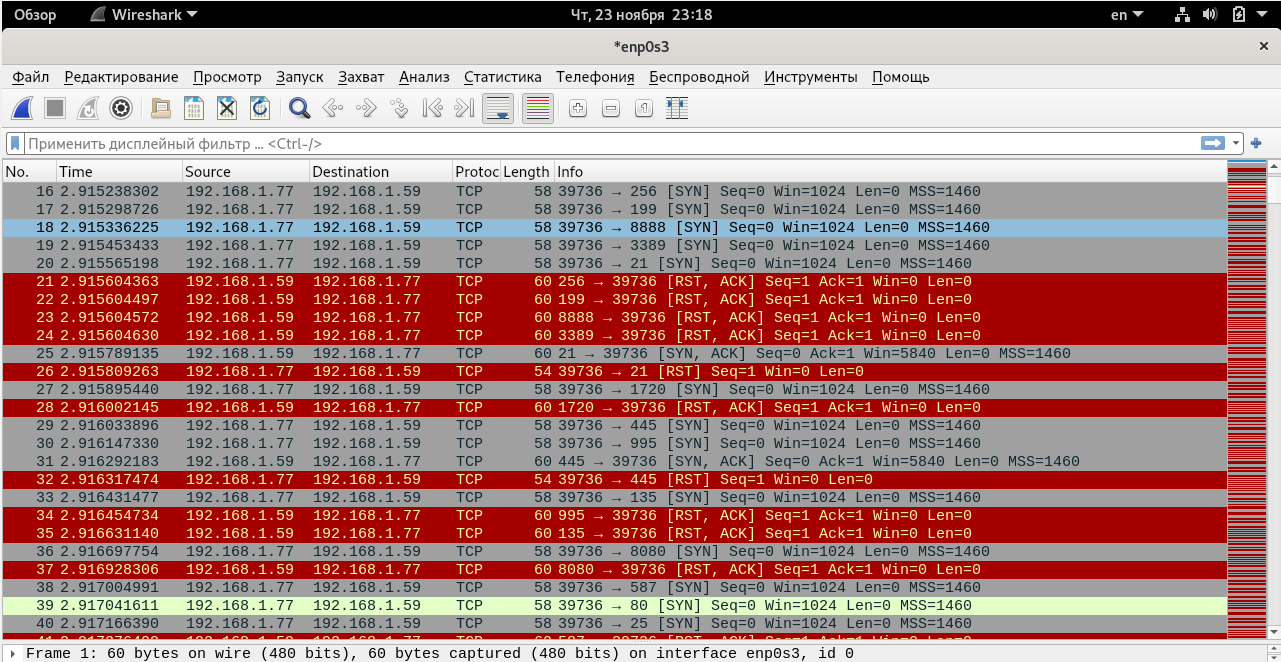 Обзор Wireshark Чт, 23 ноября 23:18 en
*enp0s3
Файл Редактирование Просмотр Запуск Захват Анализ Статистика Телефония Беспроводной Инструменты Помощь
Применить дисплейный фильтр ... <Ctrl-/>
No. Time Source Destination Protoc Length Info
16 2.915238302 192.168.1.77 192.168.1.59 TCP 58 39736 → 256 [SYN] Seq=0 Win=1024 Len=0 MSS=1460
17 2.915298726 192.168.1.77 192.168.1.59 TCP 58 39736 → 199 [SYN] Seq=0 Win=1024 Len=0 MSS=1460
18 2.915336225 192.168.1.77 192.168.1.59 TCP 58 39736 → 8888 [SYN] Seq=0 Win=1024 Len=0 MSS=1460
19 2.915453433 192.168.1.77 192.168.1.59 TCP 58 39736 → 3389 [SYN] Seq=0 Win=1024 Len=0 MSS=1460
20 2.915565198 192.168.1.77 192.168.1.59 TCP 58 39736 → 21 [SYN] Seq=0 Win=1024 Len=0 MSS=1460
21 2.915604363 192.168.1.59 192.168.1.77 TCP 60 256 → 39736 [RST, ACK] Seq=1 Ack=1 Win=0 Len=0
22 2.915604497 192.168.1.59 192.168.1.77 TCP 60 199 → 39736 [RST, ACK] Seq=1 Ack=1 Win=0 Len=0
23 2.915604572 192.168.1.59 192.168.1.77 TCP 60 8888 → 39736 [RST, ACK] Seq=1 Ack=1 Win=0 Len=0
24 2.915604630 192.168.1.59 192.168.1.77 TCP 60 3389 → 39736 [RST, ACK] Seq=1 Ack=1 Win=0 Len=0
25 2.915789135 192.168.1.59 192.168.1.77 TCP 60 21 → 39736 [SYN, ACK] Seq=0 Ack=1 Win=5840 Len=0 MSS=1460
26 2.915809263 192.168.1.77 192.168.1.59 TCP 54 39736 → 21 [RST] Seq=1 Win=0 Len=0
27 2.915895440 192.168.1.77 192.168.1.59 TCP 58 39736 → 1720 [SYN] Seq=0 Win=1024 Len=0 MSS=1460
28 2.916002145 192.168.1.59 192.168.1.77 TCP 60 1720 → 39736 [RST, ACK] Seq=1 Ack=1 Win=0 Len=0
29 2.916033896 192.168.1.77 192.168.1.59 TCP 58 39736 → 445 [SYN] Seq=0 Win=1024 Len=0 MSS=1460
30 2.916147330 192.168.1.77 192.168.1.59 TCP 58 39736 → 995 [SYN] Seq=0 Win=1024 Len=0 MSS=1460
31 2.916292183 192.168.1.59 192.168.1.77 TCP 60 445 → 39736 [SYN, ACK] Seq=0 Ack=1 Win=5840 Len=0 MSS=1460
32 2.916317474 192.168.1.77 192.168.1.59 TCP 54 39736 → 445 [RST] Seq=1 Win=0 Len=0
33 2.916431477 192.168.1.77 192.168.1.59 TCP 58 39736 → 135 [SYN] Seq=0 Win=1024 Len=0 MSS=1460
34 2.916454734 192.168.1.59 192.168.1.77 TCP 60 995 → 39736 [RST, ACK] Seq=1 Ack=1 Win=0 Len=0
35 2.916631140 192.168.1.59 192.168.1.77 TCP 60 135 → 39736 [RST, ACK] Seq=1 Ack=1 Win=0 Len=0
36 2.916697754 192.168.1.77 192.168.1.59 TCP 58 39736 → 8080 [SYN] Seq=0 Win=1024 Len=0 MSS=1460
37 2.916928306 192.168.1.59 192.168.1.77 TCP 60 8080 → 39736 [RST, ACK] Seq=1 Ack=1 Win=0 Len=0
38 2.917004991 192.168.1.77 192.168.1.59 TCP 58 39736 → 587 [SYN] Seq=0 Win=1024 Len=0 MSS=1460
39 2.917041611 192.168.1.77 192.168.1.59 TCP 58 39736 → 80 [SYN] Seq=0 Win=1024 Len=0 MSS=1460
40 2.917166390 192.168.1.77 192.168.1.59 TCP 58 39736 → 25 [SYN] Seq=0 Win=1024 Len=0 MSS=1460
Frame 1: 60 bytes on wire (480 bits), 60 bytes captured (480 bits) on interface enp0s3, id 0